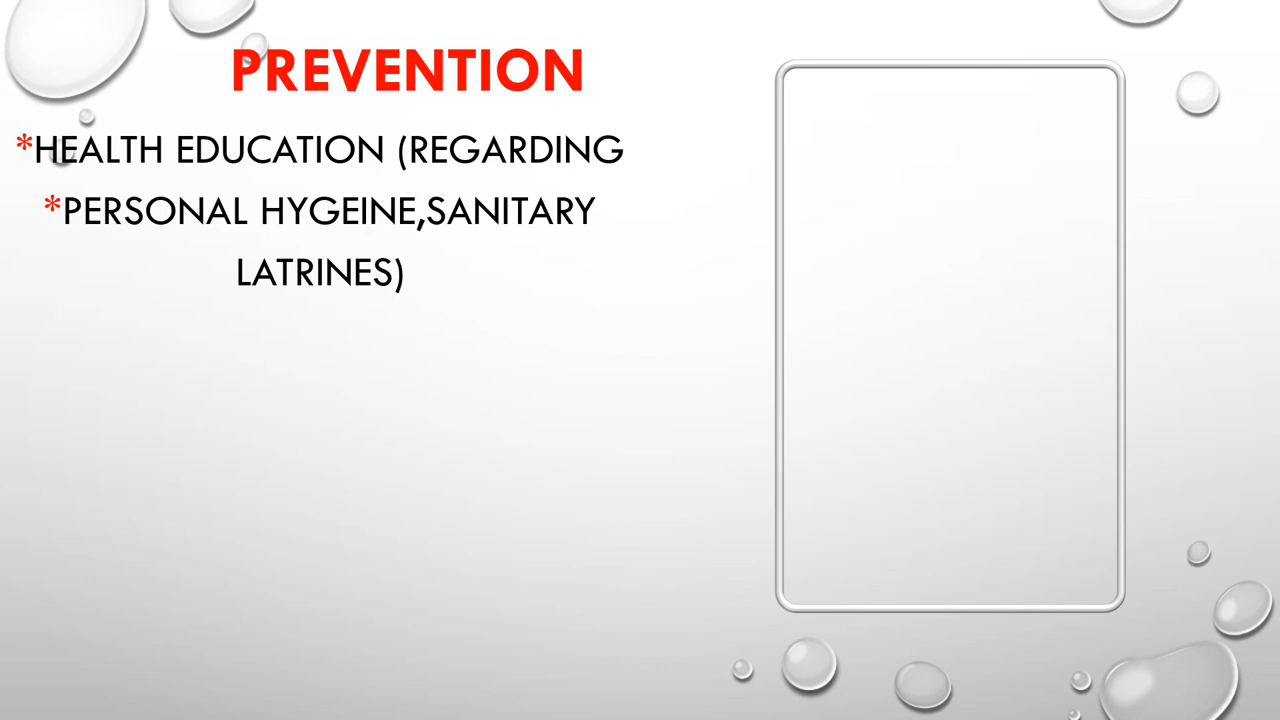 PREVENTION
*HEALTH EDUCATION (REGARDING
*PERSONAL HYGEINE,SANITARY
LATRINES)